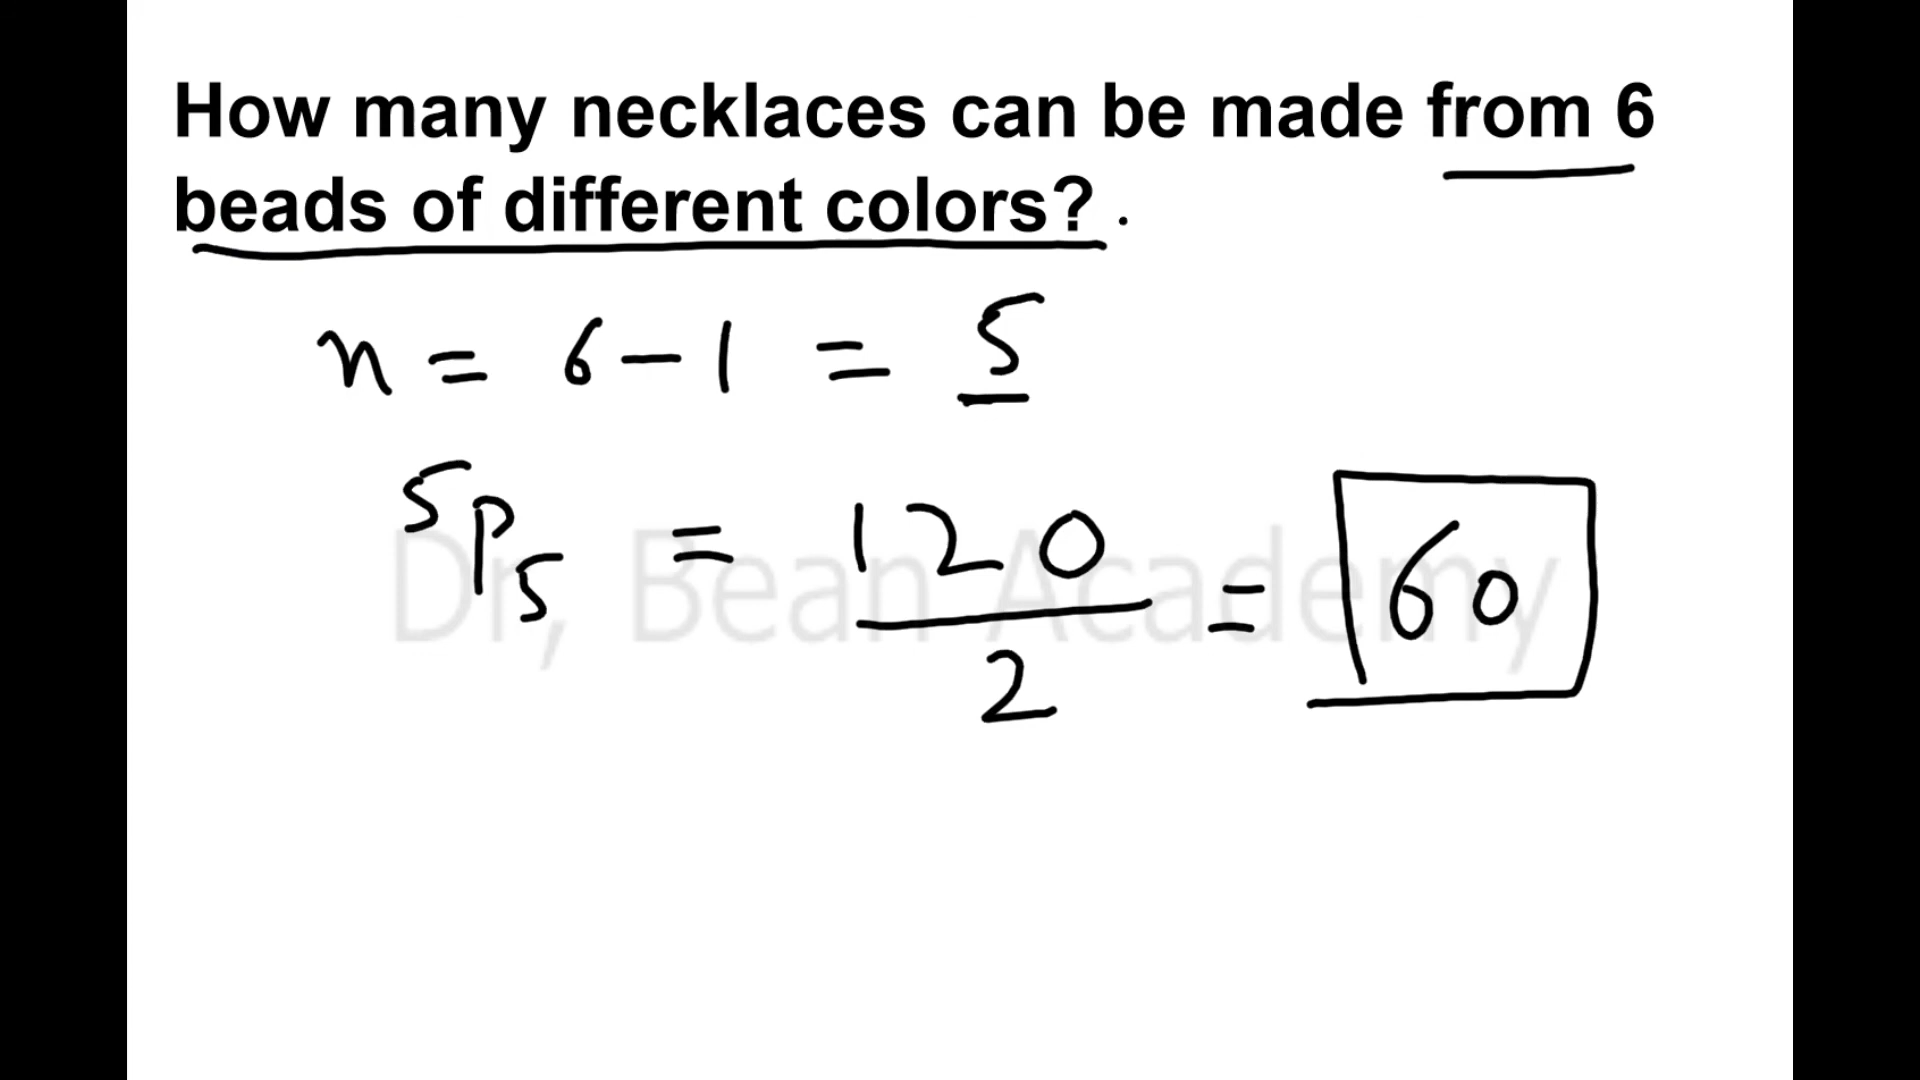 How many necklaces can be made from 6
beads of different colors? .
n = 6 - 1 = 5
⁵P₅ = 120/2 = 60
Dr, Bean Academy